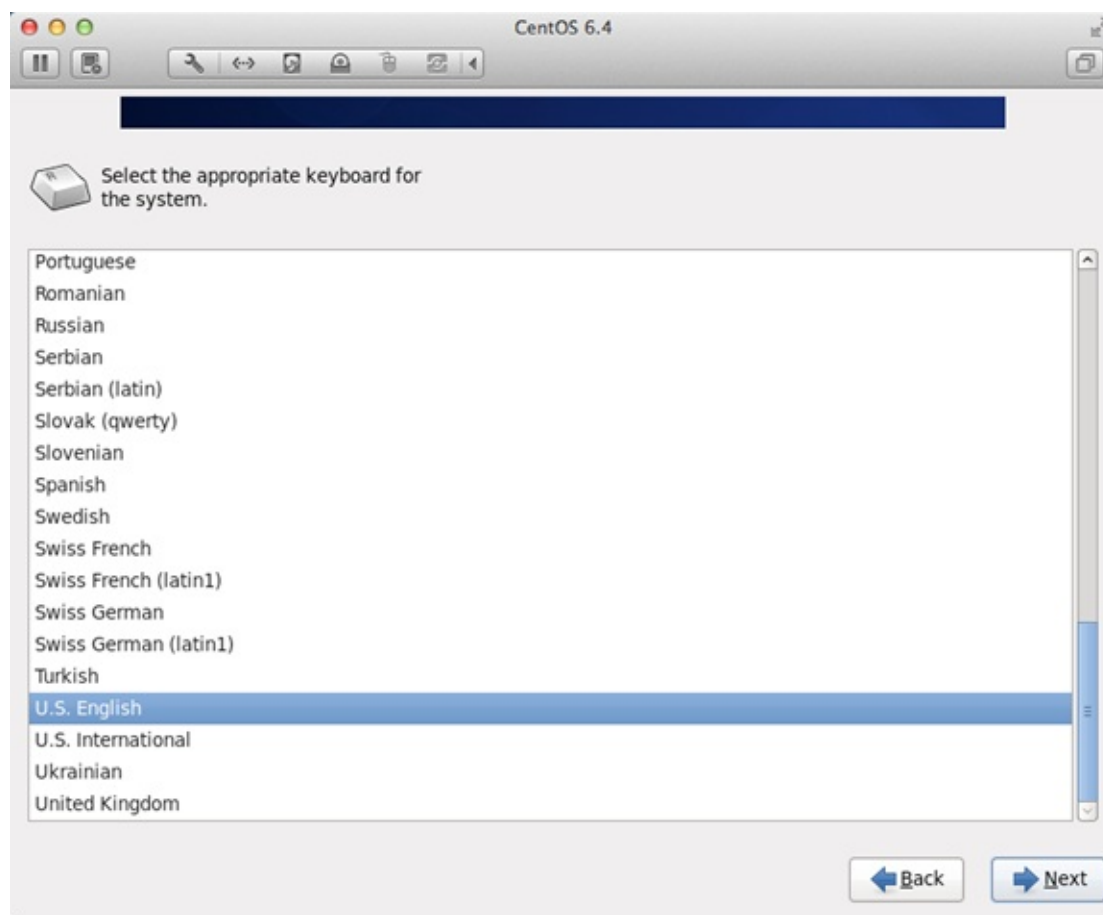 CentOS 6.4
Select the appropriate keyboard for
the system.
Portuguese
Romanian
Russian
Serbian
Serbian (latin)
Slovak (qwerty)
Slovenian
Spanish
Swedish
Swiss French
Swiss French (latin1)
Swiss German
Swiss German (latin1)
Turkish
U.S. English
U.S. International
Ukrainian
United Kingdom
Back
Next